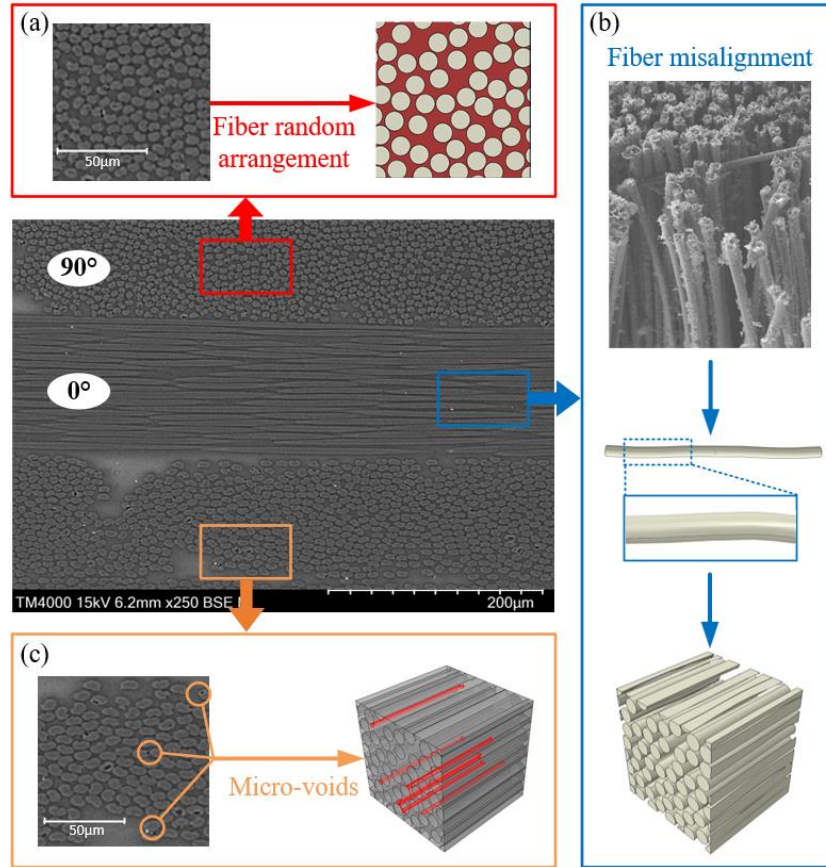 (a)
50μm
Fiber random
arrangement
(b)
Fiber misalignment
90°
0°
TM4000 15kV 6.2mm x250 BSE
200μm
(c)
50μm
Micro-voids